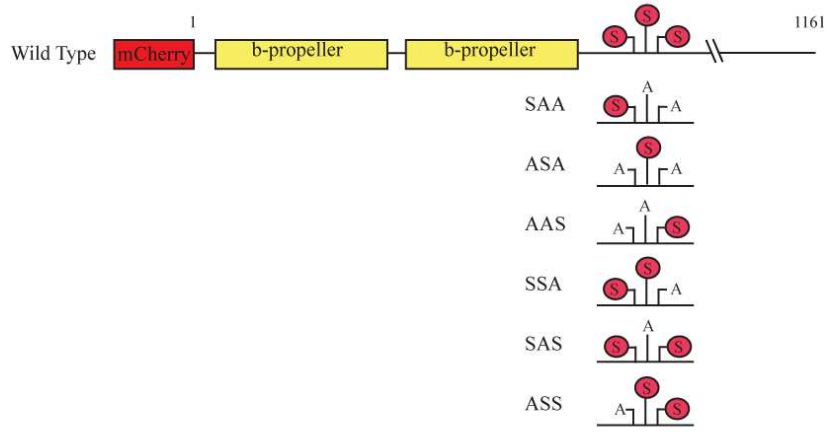 1 S 1161
S S
Wild Type mCherry b-propeller b-propeller
A
SAA S A
S
ASA A A
A
AAS A S
S
SSA S A
A
SAS S S
S
ASS A S